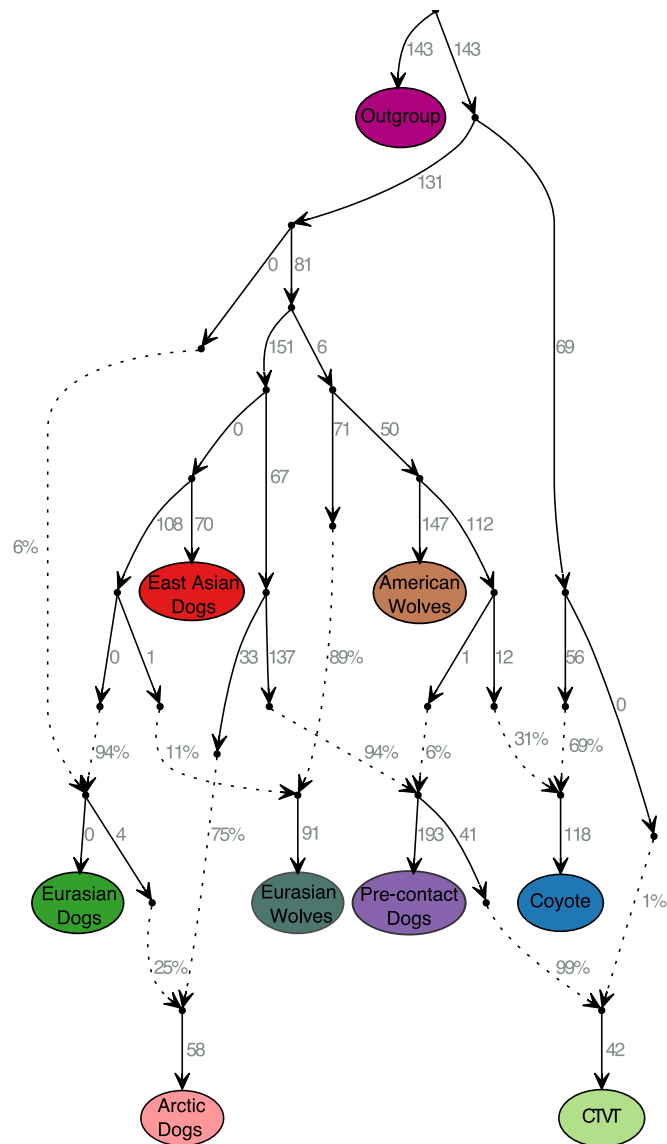 143
143
Outgroup
131
0
81
151
6
69
0
71
50
67
108
70
147
112
6%
East Asian
Dogs
American
Wolves
0
1
33
137
89%
1
12
56
0
94%
11%
94%
6%
31%
69%
0
4
75%
91
193
41
118
Eurasian
Dogs
Eurasian
Wolves
Pre-contact
Dogs
Coyote
1%
25%
99%
58
42
Arctic
Dogs
CTVT